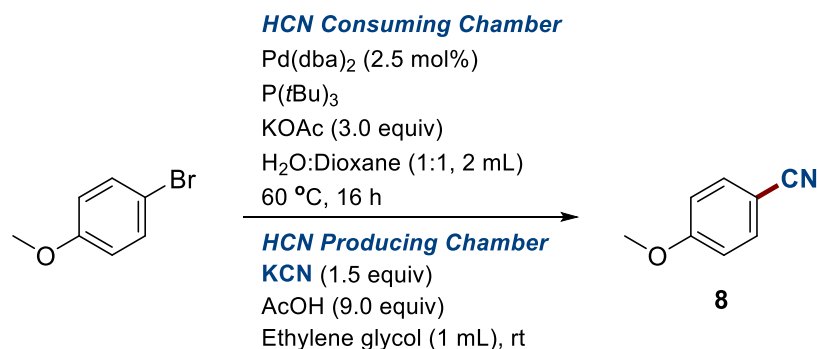 HCN Consuming Chamber
Pd(dba)₂ (2.5 mol%)
P(tBu)₃
KOAc (3.0 equiv)
H₂O:Dioxane (1:1, 2 mL)
60 °C, 16 h
Br
O
HCN Producing Chamber
KCN (1.5 equiv)
AcOH (9.0 equiv)
Ethylene glycol (1 mL), rt
CN
O
8